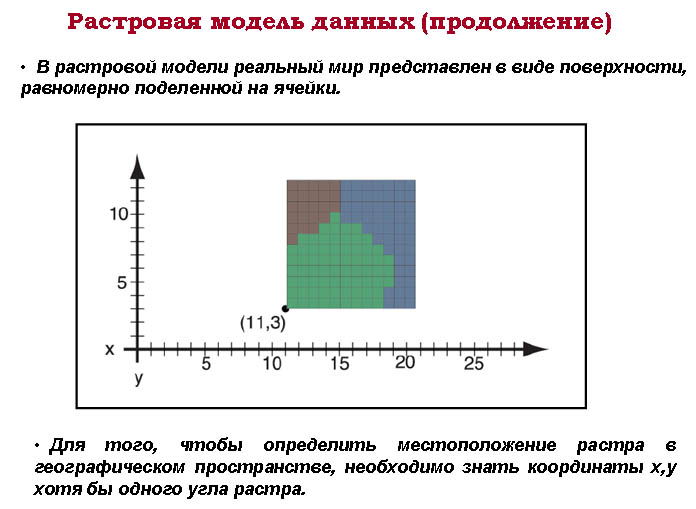 Растровая модель данных (продолжение)
• В растровой модели реальный мир представлен в виде поверхности,
равномерно поделенной на ячейки.
10
5
(11,3)
x
5 10 15 20 25
y
• Для того, чтобы определить местоположение растра в
географическом пространстве, необходимо знать координаты x,y
хотя бы одного угла растра.